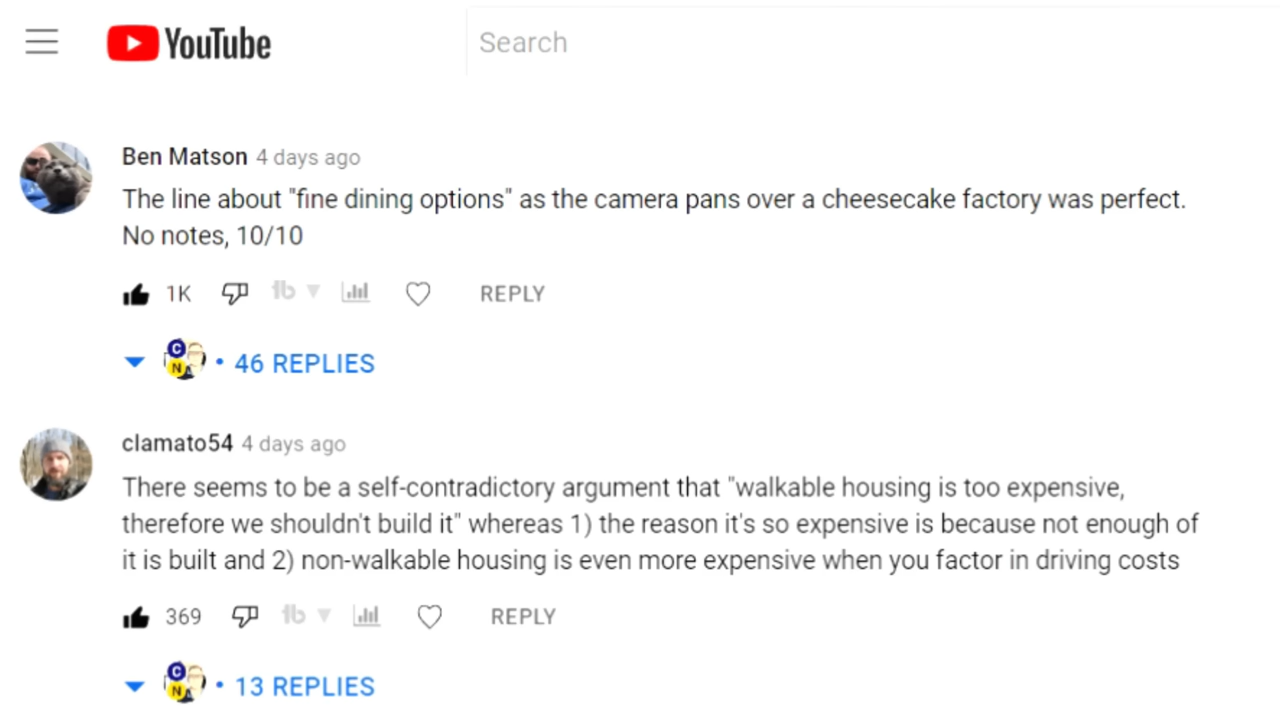 YouTube
Search
Ben Matson 4 days ago
The line about "fine dining options" as the camera pans over a cheesecake factory was perfect.
No notes, 10/10
1K
tb
REPLY
C
N
• 46 REPLIES
clamato54 4 days ago
There seems to be a self-contradictory argument that "walkable housing is too expensive,
therefore we shouldn't build it" whereas 1) the reason it's so expensive is because not enough of
it is built and 2) non-walkable housing is even more expensive when you factor in driving costs
369
tb
REPLY
C
N
• 13 REPLIES